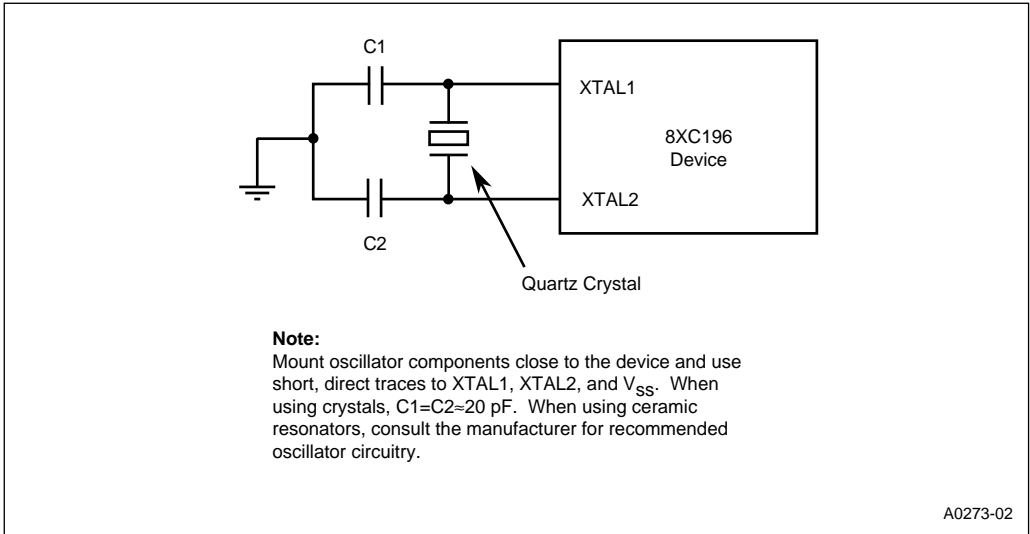 C1
XTAL1
8XC196
Device
XTAL2
C2
Quartz Crystal
Note:
Mount oscillator components close to the device and use
short, direct traces to XTAL1, XTAL2, and VSS. When
using crystals, C1=C2≈20 pF. When using ceramic
resonators, consult the manufacturer for recommended
oscillator circuitry.
A0273-02